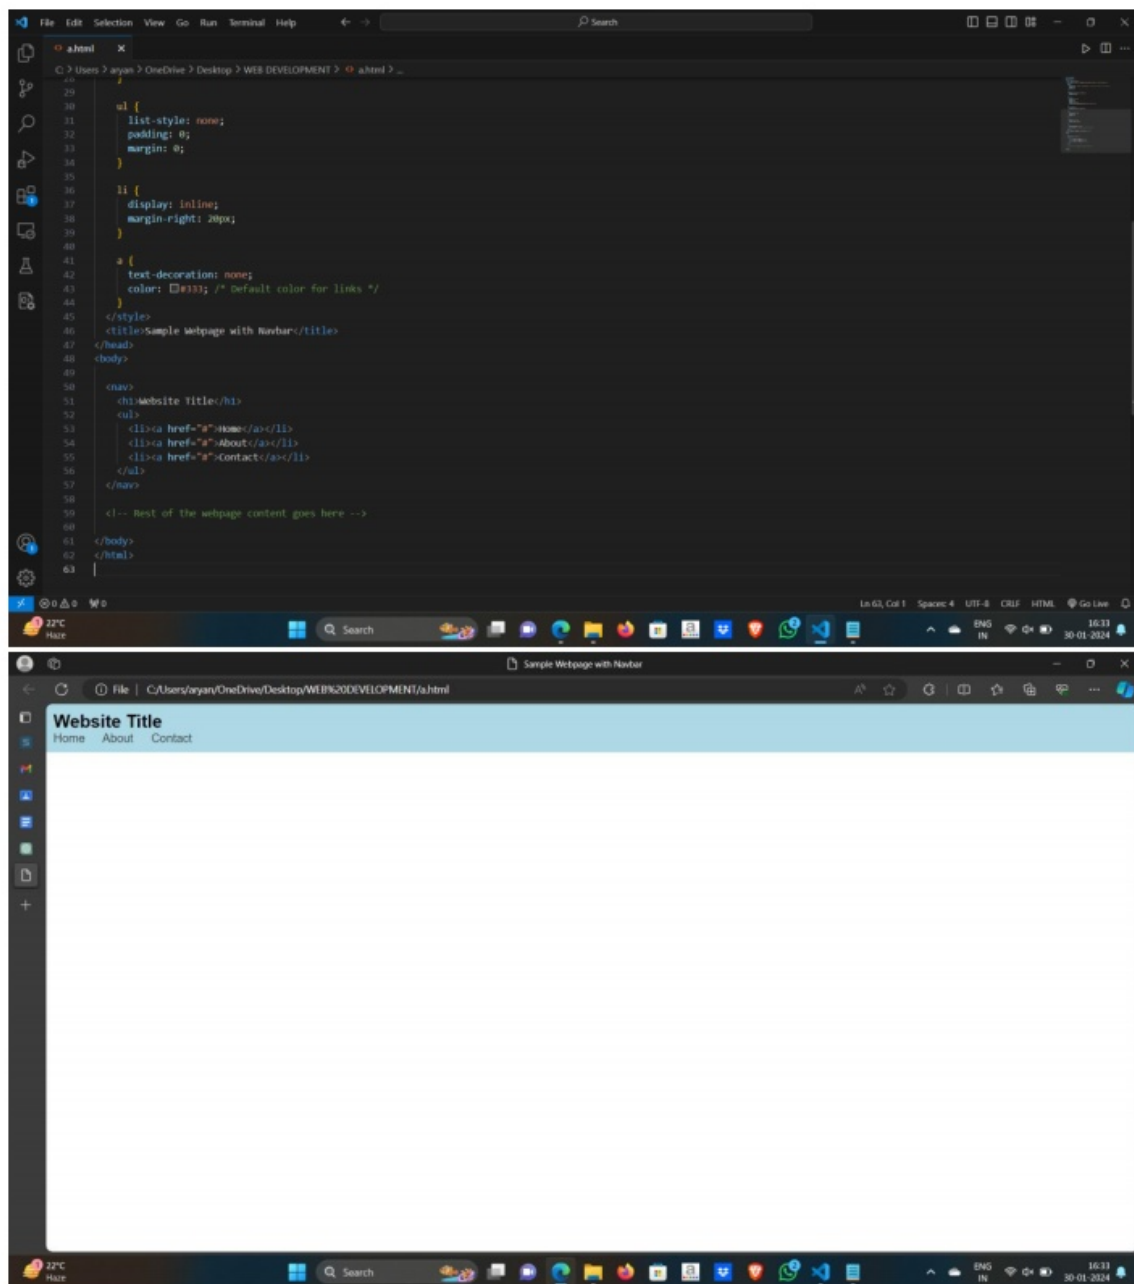 File Edit Selection View Go Run Terminal Help
Search
a.html
C: > Users > aryan > OneDrive > Desktop > WEB DEVELOPMENT > a.html > ...
28 }
29
30 ul {
31 list-style: none;
32 padding: 0;
33 margin: 0;
34 }
35
36 li {
37 display: inline;
38 margin-right: 20px;
39 }
40
41 a {
42 text-decoration: none;
43 color: #333; /* Default color for links */
44 }
45 </style>
46 <title>Sample Webpage with Navbar</title>
47 </head>
48 <body>
49
50 <nav>
51 <h1>Website Title</h1>
52 <ul>
53 <li><a href="#">Home</a></li>
54 <li><a href="#">About</a></li>
55 <li><a href="#">Contact</a></li>
56 </ul>
57 </nav>
58
59 <!-- Rest of the webpage content goes here -->
60
61 </body>
62 </html>
63
0 0 0 Ln 63, Col 1 Spaces: 4 UTF-8 CRLF HTML Go Live
22°C
Haze
Search
ENG
IN
16:33
30-01-2024
Sample Webpage with Navbar
File | C:/Users/aryan/OneDrive/Desktop/WEB%20DEVELOPMENT/a.html
Website Title
Home About Contact
22°C
Haze
Search
ENG
IN
16:33
30-01-2024